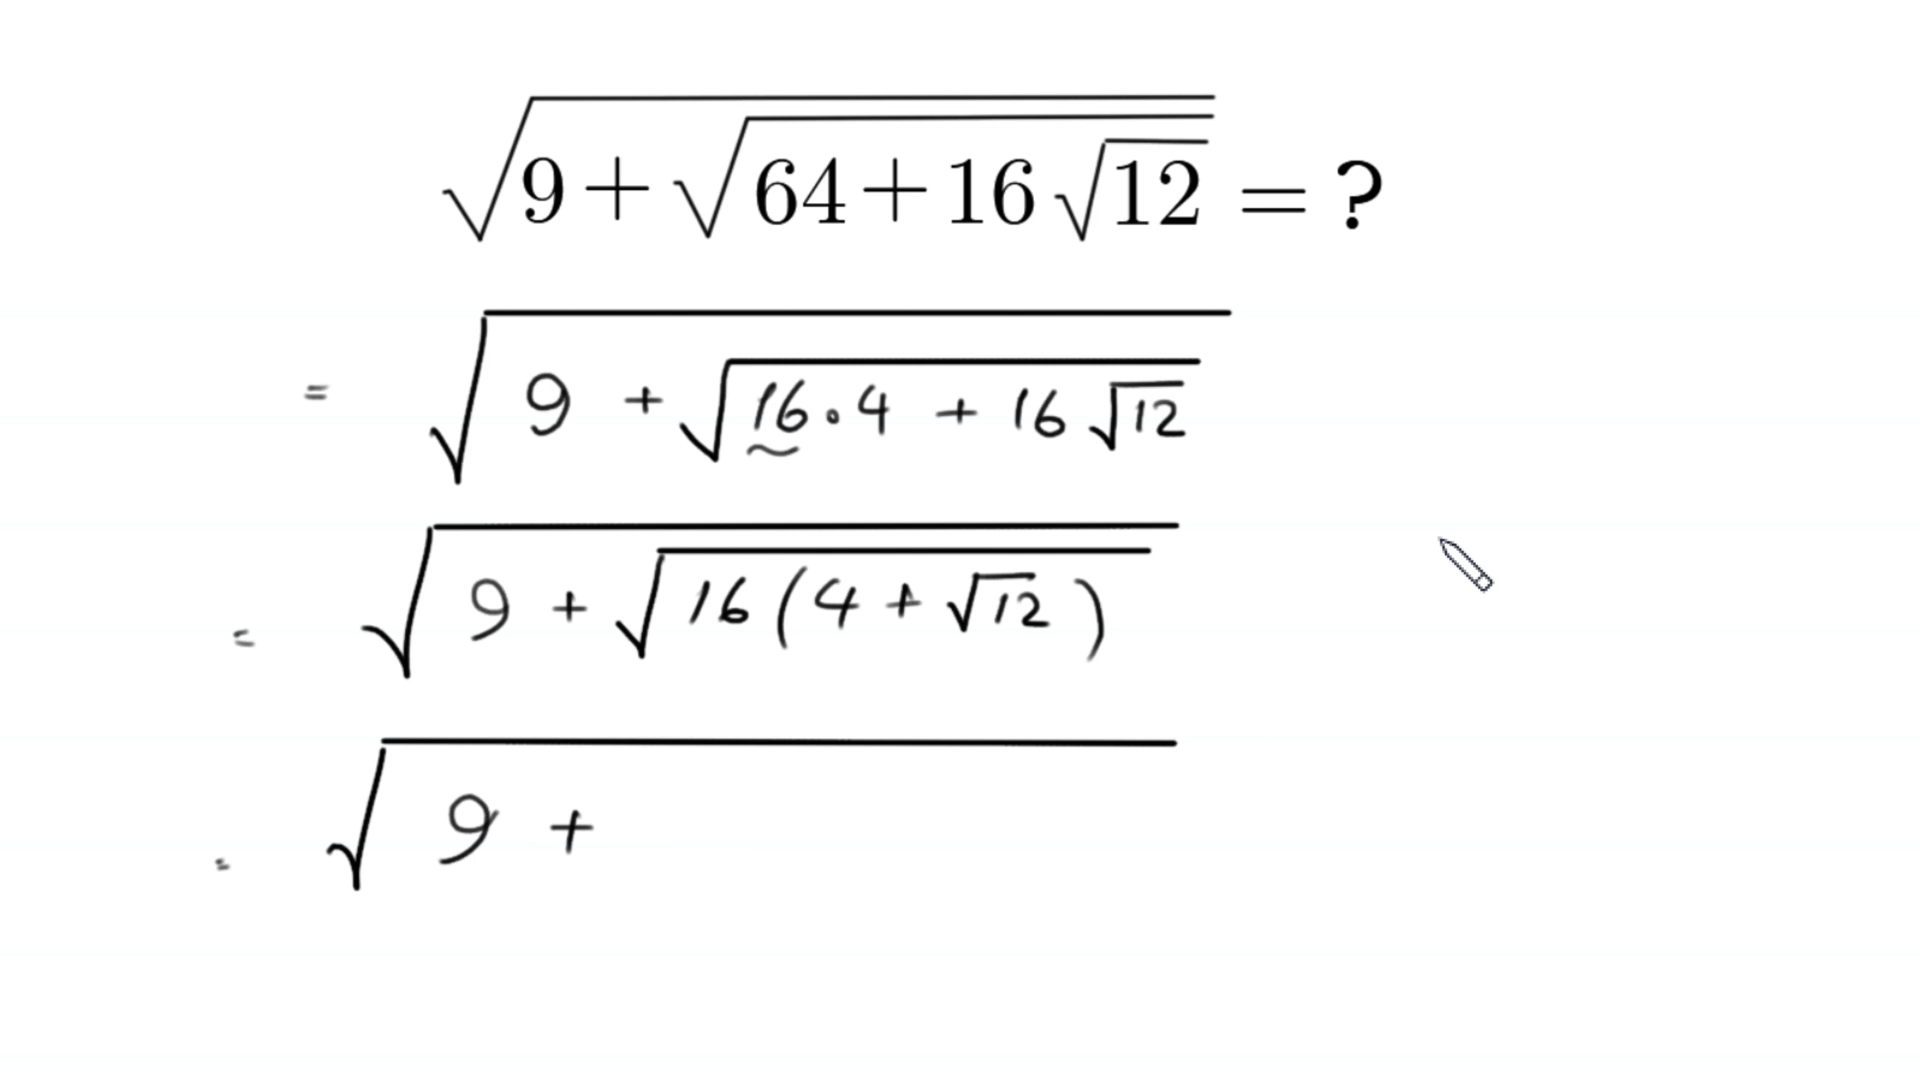 √(9 + √(64 + 16√12)) = ?
= √(9 + √(16 · 4 + 16√12))
= √(9 + √(16(4 + √12)))
= √(9 +